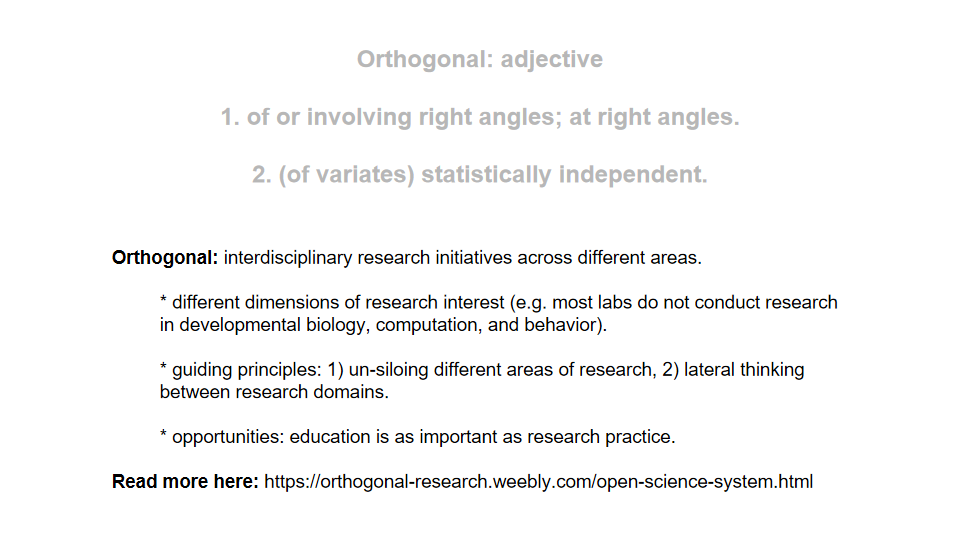 Orthogonal: adjective
1. of or involving right angles; at right angles.
2. (of variates) statistically independent.
Orthogonal: interdisciplinary research initiatives across different areas.
* different dimensions of research interest (e.g. most labs do not conduct research
in developmental biology, computation, and behavior).
* guiding principles: 1) un-siloing different areas of research, 2) lateral thinking
between research domains.
* opportunities: education is as important as research practice.
Read more here: https://orthogonal-research.weebly.com/open-science-system.html